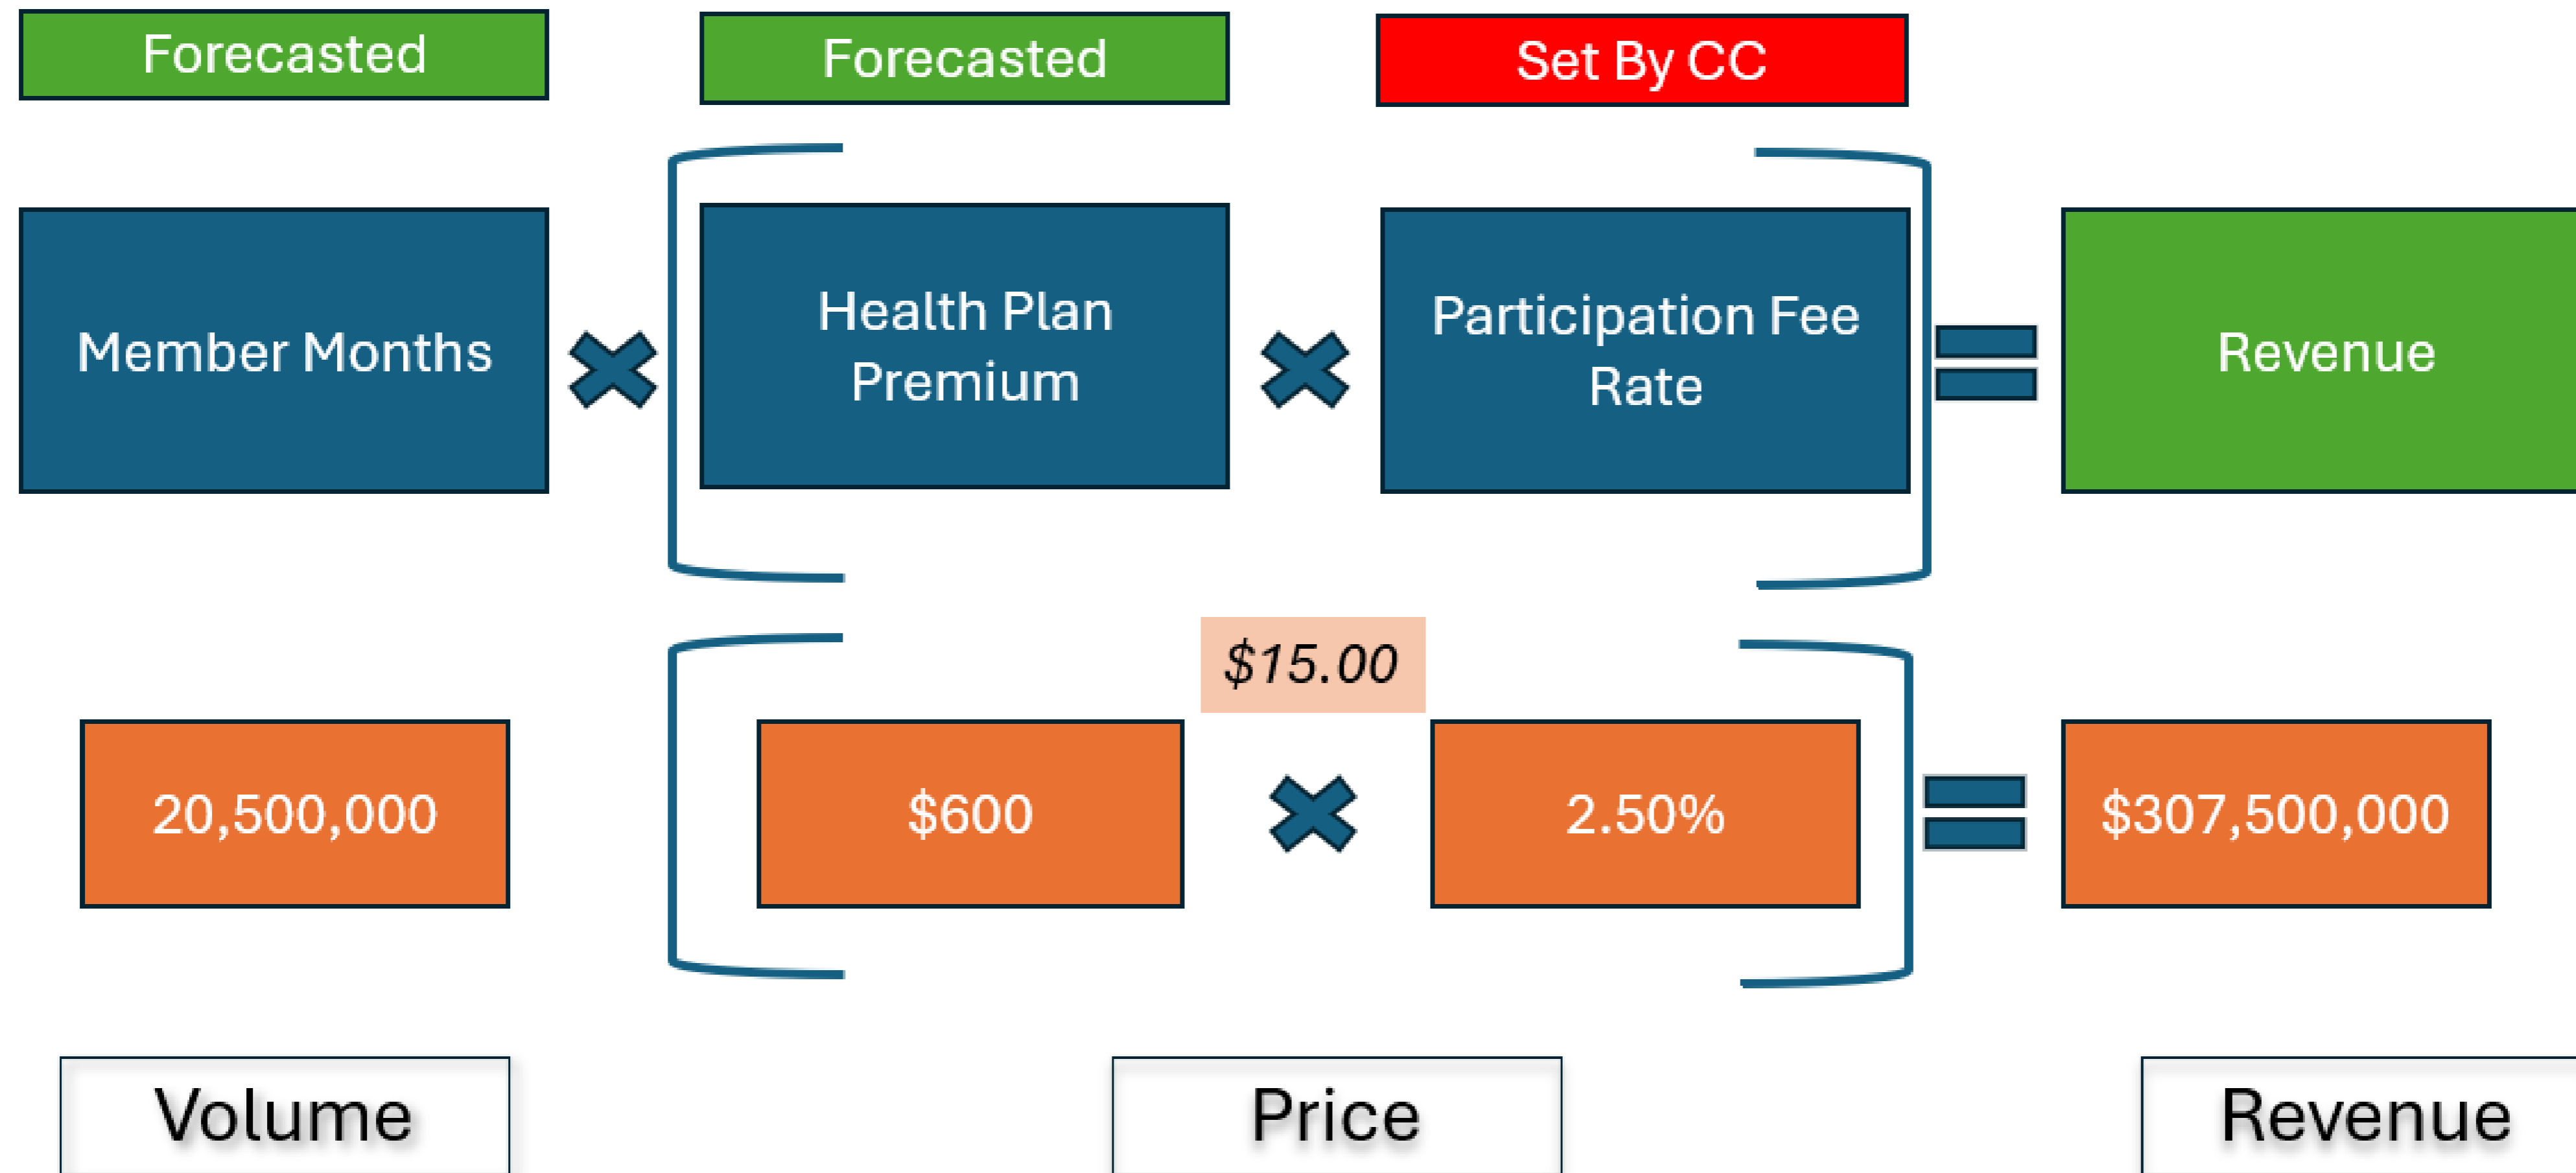 Forecasted
Forecasted
Set By CC
Member Months
Health Plan
Premium
Participation Fee
Rate
Revenue
$15.00
20,500,000
$600
2.50%
$307,500,000
Volume
Price
Revenue